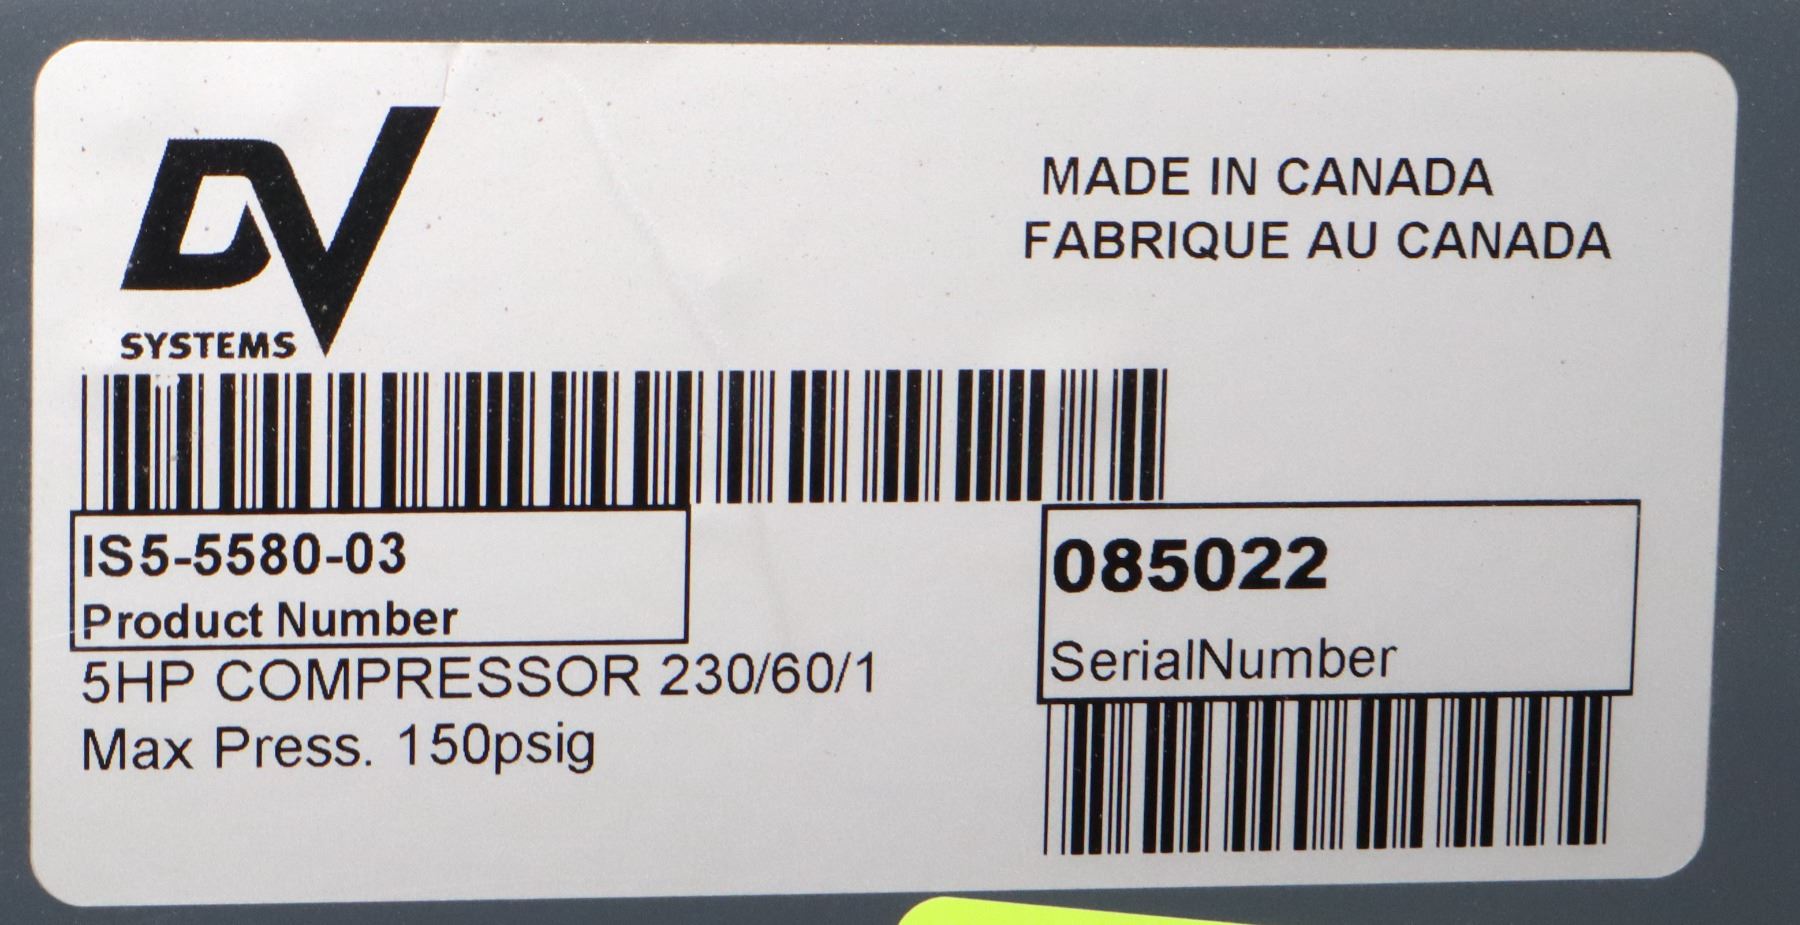 DV
SYSTEMS
MADE IN CANADA
FABRIQUE AU CANADA
IS5-5580-03
Product Number
5HP COMPRESSOR 230/60/1
Max Press. 150psig
085022
SerialNumber